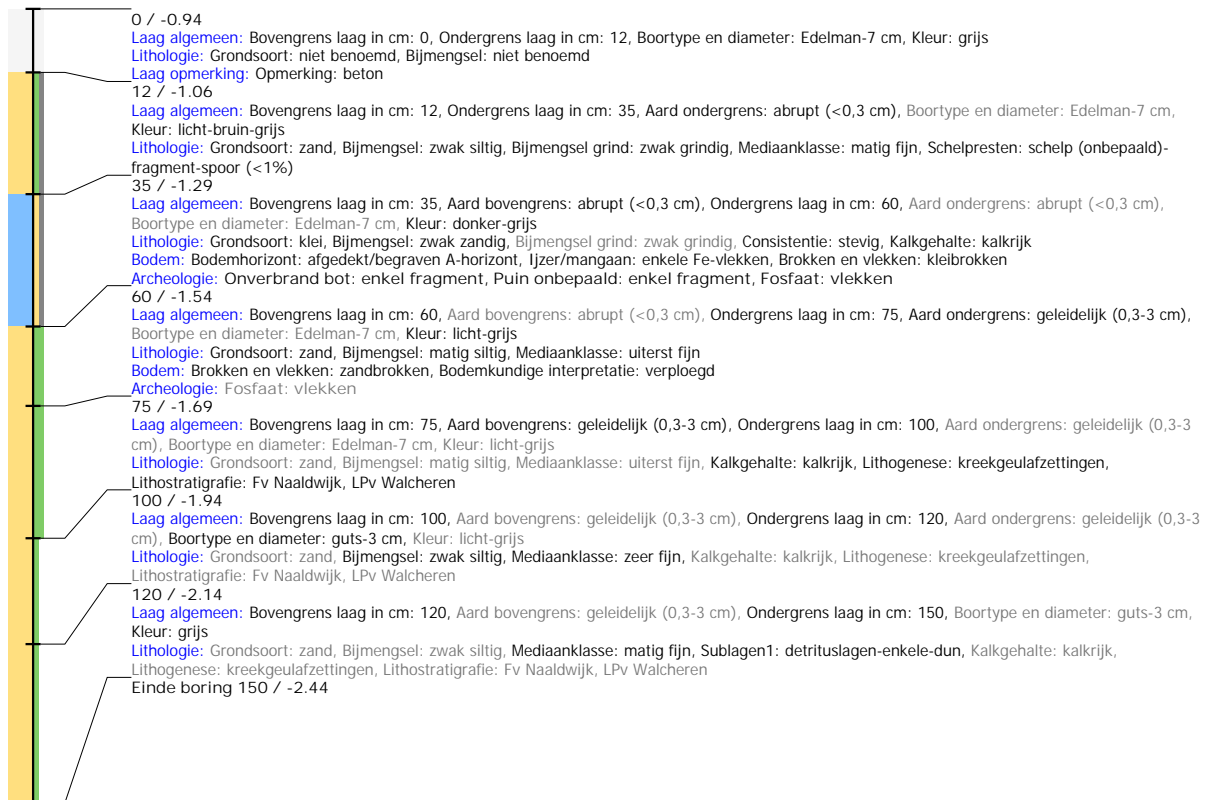 0 / -0.94
Laag algemeen: Bovengrens laag in cm: 0, Ondergrens laag in cm: 12, Boortype en diameter: Edelman-7 cm, Kleur: grijs
Lithologie: Grondsoort: niet benoemd, Bijmengsel: niet benoemd
Laag opmerking: Opmerking: beton
12 / -1.06
Laag algemeen: Bovengrens laag in cm: 12, Ondergrens laag in cm: 35, Aard ondergrens: abrupt (<0,3 cm), Boortype en diameter: Edelman-7 cm,
Kleur: licht-bruin-grijs
Lithologie: Grondsoort: zand, Bijmengsel: zwak siltig, Bijmengsel grind: zwak grindig, Mediaanklasse: matig fijn, Schelpresten: schelp (onbepaald)-
fragment-spoor (<1%)
35 / -1.29
Laag algemeen: Bovengrens laag in cm: 35, Aard bovengrens: abrupt (<0,3 cm), Ondergrens laag in cm: 60, Aard ondergrens: abrupt (<0,3 cm),
Boortype en diameter: Edelman-7 cm, Kleur: donker-grijs
Lithologie: Grondsoort: klei, Bijmengsel: zwak zandig, Bijmengsel grind: zwak grindig, Consistentie: stevig, Kalkgehalte: kalkrijk
Bodem: Bodemhorizont: afgedekt/begraven A-horizont, Ijzer/mangaan: enkele Fe-vlekken, Brokken en vlekken: kleibrokken
Archeologie: Onverbrand bot: enkel fragment, Puin onbepaald: enkel fragment, Fosfaat: vlekken
60 / -1.54
Laag algemeen: Bovengrens laag in cm: 60, Aard bovengrens: abrupt (<0,3 cm), Ondergrens laag in cm: 75, Aard ondergrens: geleidelijk (0,3-3 cm),
Boortype en diameter: Edelman-7 cm, Kleur: licht-grijs
Lithologie: Grondsoort: zand, Bijmengsel: matig siltig, Mediaanklasse: uiterst fijn
Bodem: Brokken en vlekken: zandbrokken, Bodemkundige interpretatie: verploegd
Archeologie: Fosfaat: vlekken
75 / -1.69
Laag algemeen: Bovengrens laag in cm: 75, Aard bovengrens: geleidelijk (0,3-3 cm), Ondergrens laag in cm: 100, Aard ondergrens: geleidelijk (0,3-3
cm), Boortype en diameter: Edelman-7 cm, Kleur: licht-grijs
Lithologie: Grondsoort: zand, Bijmengsel: matig siltig, Mediaanklasse: uiterst fijn, Kalkgehalte: kalkrijk, Lithogenese: kreekgeulafzettingen,
Lithostratigrafie: Fv Naaldwijk, LPv Walcheren
100 / -1.94
Laag algemeen: Bovengrens laag in cm: 100, Aard bovengrens: geleidelijk (0,3-3 cm), Ondergrens laag in cm: 120, Aard ondergrens: geleidelijk (0,3-3
cm), Boortype en diameter: guts-3 cm, Kleur: licht-grijs
Lithologie: Grondsoort: zand, Bijmengsel: zwak siltig, Mediaanklasse: zeer fijn, Kalkgehalte: kalkrijk, Lithogenese: kreekgeulafzettingen,
Lithostratigrafie: Fv Naaldwijk, LPv Walcheren
120 / -2.14
Laag algemeen: Bovengrens laag in cm: 120, Aard bovengrens: geleidelijk (0,3-3 cm), Ondergrens laag in cm: 150, Boortype en diameter: guts-3 cm,
Kleur: grijs
Lithologie: Grondsoort: zand, Bijmengsel: zwak siltig, Mediaanklasse: matig fijn, Sublagen1: detrituslagen-enkele-dun, Kalkgehalte: kalkrijk,
Lithogenese: kreekgeulafzettingen, Lithostratigrafie: Fv Naaldwijk, LPv Walcheren
Einde boring 150 / -2.44